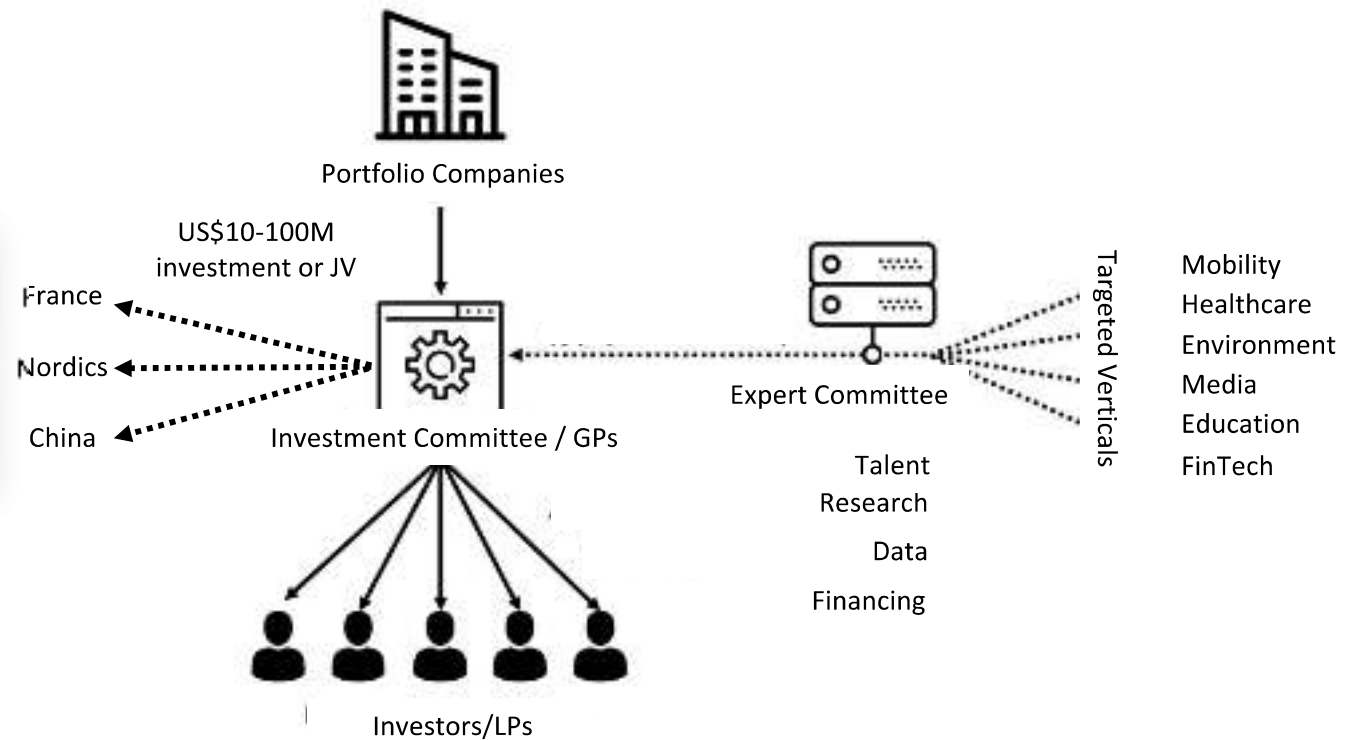 Portfolio Companies
US$10-100M
investment or JV
France
Nordics
China
Investment Committee / GPs
Investors/LPs
Expert Committee
Talent
Research
Data
Financing
Targeted Verticals
Mobility
Healthcare
Environment
Media
Education
FinTech